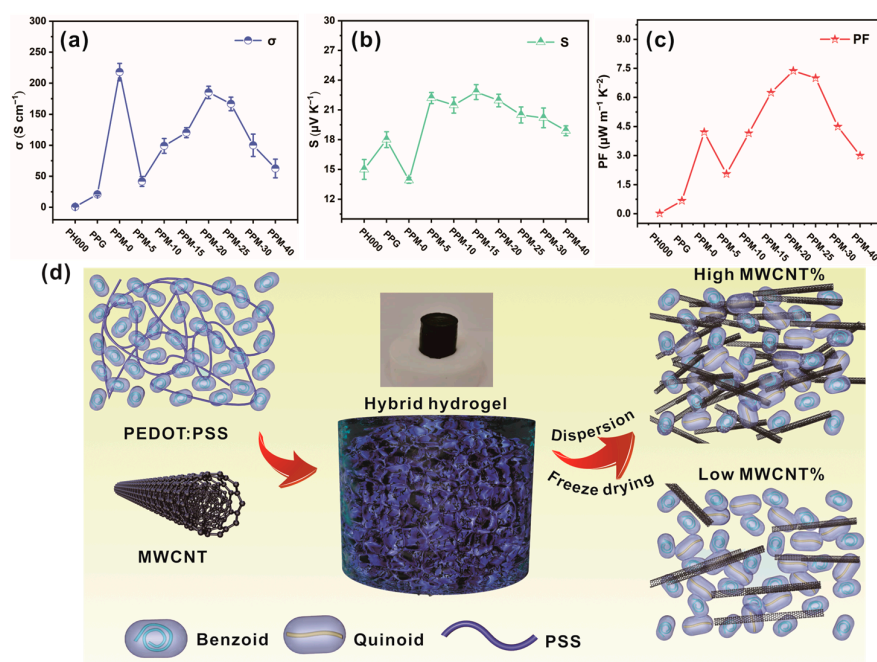 (a)
σ
σ (S cm⁻¹)
300
250
200
150
100
50
0
PH000
PPG
PPM-0
PPM-5
PPM-10
PPM-15
PPM-20
PPM-25
PPM-30
PPM-40
(b)
S
S (μV K⁻¹)
30
27
24
21
18
15
12
9
PH000
PPG
PPM-0
PPM-5
PPM-10
PPM-15
PPM-20
PPM-25
PPM-30
PPM-40
(c)
PF
PF (μW m⁻¹ K⁻²)
9.0
7.5
6.0
4.5
3.0
1.5
0.0
PH000
PPG
PPM-0
PPM-5
PPM-10
PPM-15
PPM-20
PPM-25
PPM-30
PPM-40
(d)
PEDOT:PSS
MWCNT
Hybrid hydrogel
Dispersion
Freeze drying
High MWCNT%
Low MWCNT%
Benzoid
Quinoid
PSS